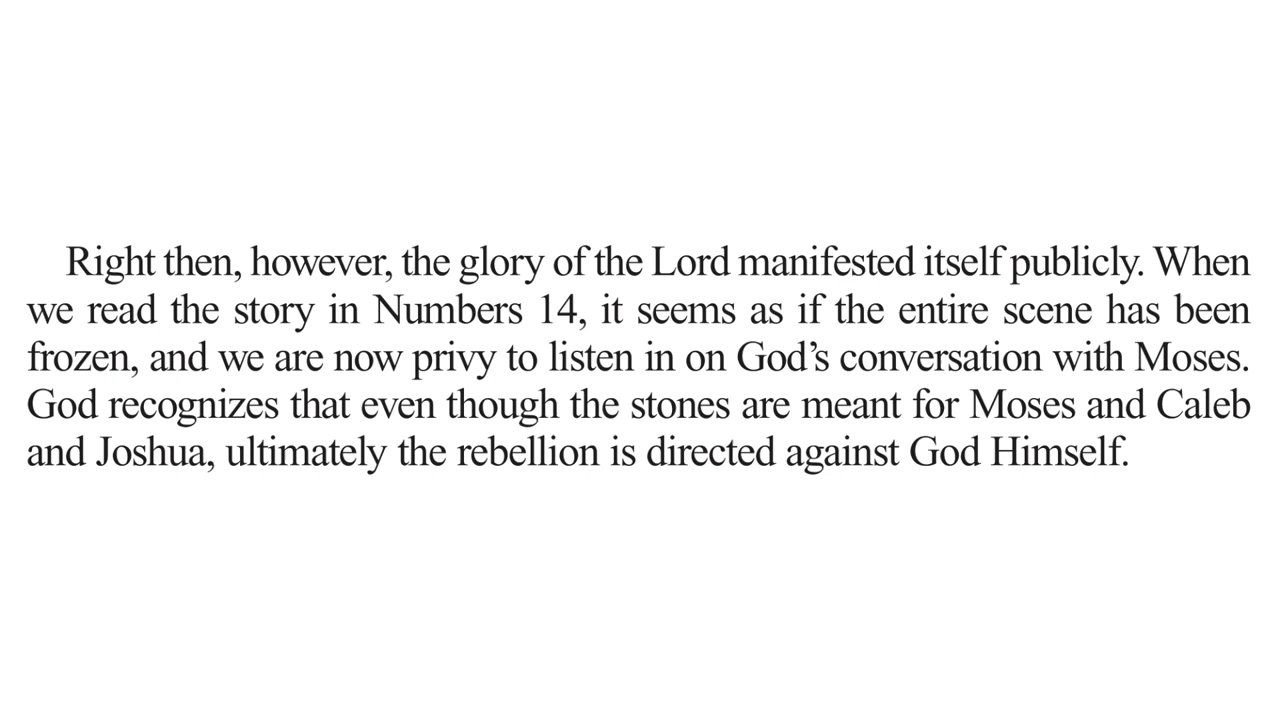 Right then, however, the glory of the Lord manifested itself publicly. When
we read the story in Numbers 14, it seems as if the entire scene has been
frozen, and we are now privy to listen in on God’s conversation with Moses.
God recognizes that even though the stones are meant for Moses and Caleb
and Joshua, ultimately the rebellion is directed against God Himself.